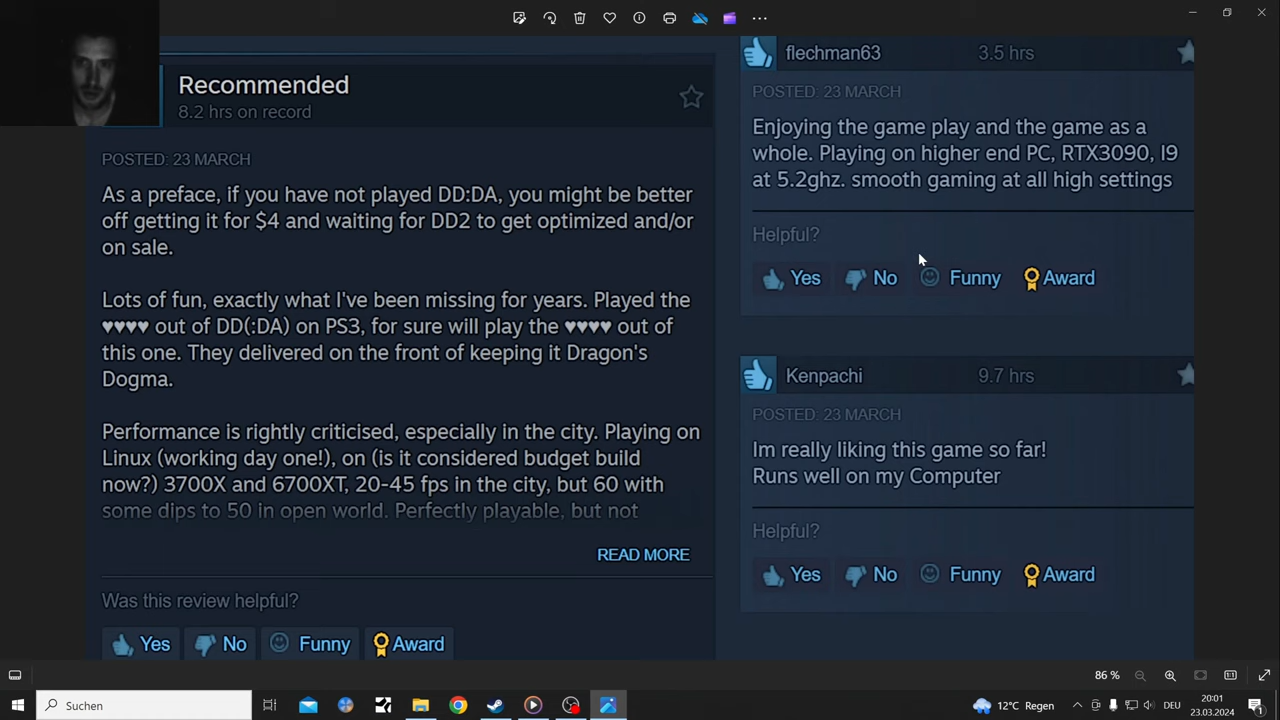 Recommended
8.2 hrs on record
POSTED: 23 MARCH
As a preface, if you have not played DD:DA, you might be better
off getting it for $4 and waiting for DD2 to get optimized and/or
on sale.
Lots of fun, exactly what I've been missing for years. Played the
♥♥♥♥ out of DD(:DA) on PS3, for sure will play the ♥♥♥♥ out of
this one. They delivered on the front of keeping it Dragon's
Dogma.
Performance is rightly criticised, especially in the city. Playing on
Linux (working day one!), on (is it considered budget build
now?) 3700X and 6700XT, 20-45 fps in the city, but 60 with
some dips to 50 in open world. Perfectly playable, but not
READ MORE
Was this review helpful?
Yes No Funny Award
flechman63 3.5 hrs
POSTED: 23 MARCH
Enjoying the game play and the game as a
whole. Playing on higher end PC, RTX3090, I9
at 5.2ghz. smooth gaming at all high settings
Helpful?
Yes No Funny Award
Kenpachi 9.7 hrs
POSTED: 23 MARCH
Im really liking this game so far!
Runs well on my Computer
Helpful?
Yes No Funny Award
86 %
Suchen
12°C Regen
DEU
20:01
23.03.2024
1